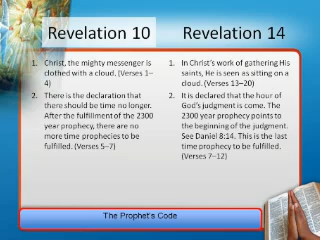 Revelation 10
1. Christ, the mighty messenger is
clothed with a cloud. (Verses 1–
4)
2. There is the declaration that
there should be time no longer.
After the fulfillment of the 2300
year prophecy, there are no
more time prophecies to be
fulfilled. (Verses 5–7)
Revelation 14
1. In Christ's work of gathering His
saints, He is seen as sitting on a
cloud. (Verses 13–20)
2. It is declared that the hour of
God's judgment is come. The
2300 year prophecy points to
the beginning of the judgment.
See Daniel 8:14. This is the last
time prophecy to be fulfilled.
(Verses 7–12)
The Prophet's Code